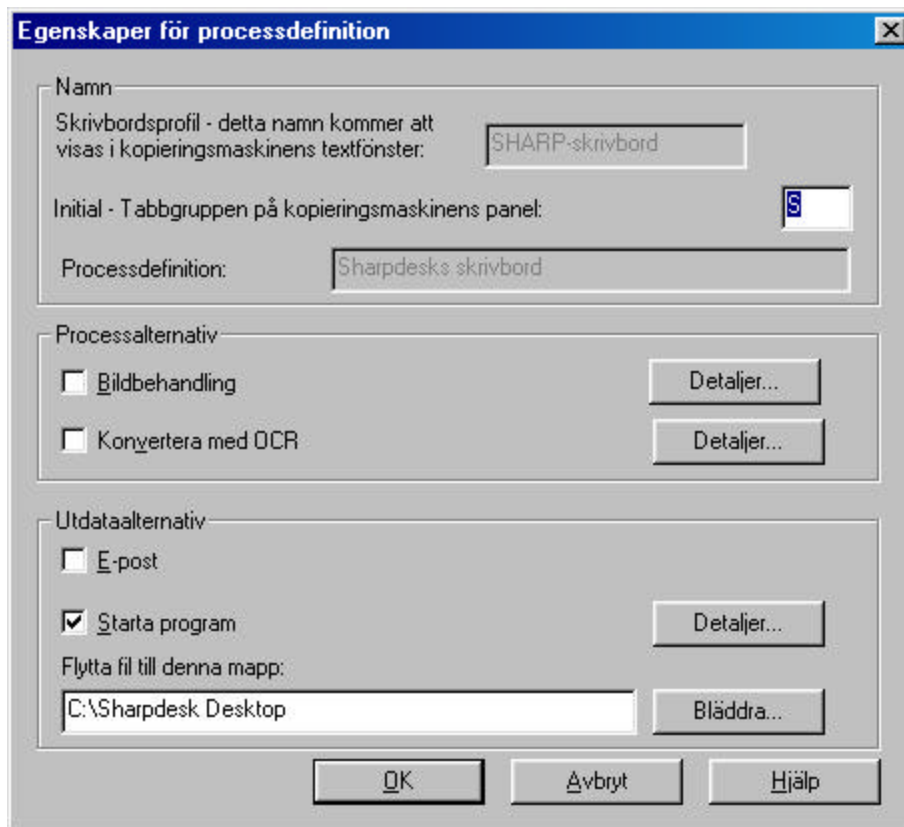 Egenskaper för processdefinition
Namn
Skrivbordsprofil - detta namn kommer att
visas i kopieringsmaskinens textfönster:
SHARP-skrivbord
Initial - Tabbgruppen på kopieringsmaskinens panel:
S
Processdefinition:
Sharpdesks skrivbord
Processalternativ
Bildbehandling
Detaljer...
Konvertera med OCR
Detaljer...
Utdataalternativ
E-post
Starta program
Detaljer...
Flytta fil till denna mapp:
C:\Sharpdesk Desktop
Bläddra...
OK
Avbryt
Hjälp